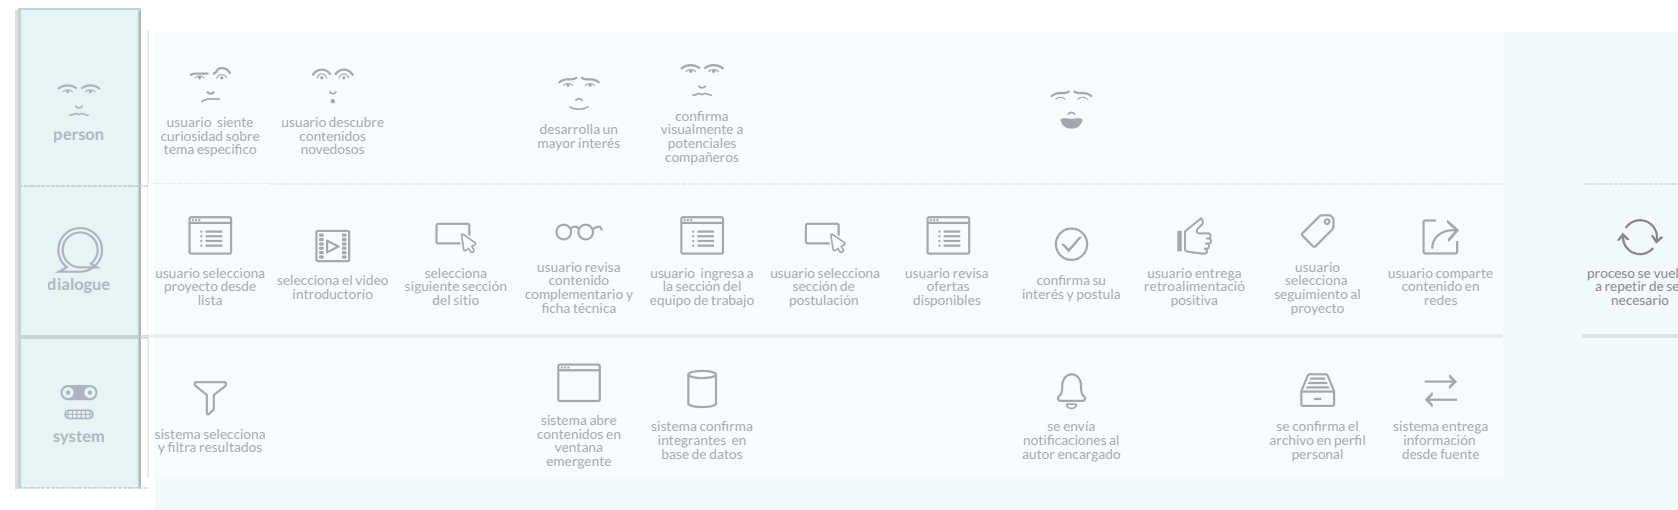 person
usuario siente
curiosidad sobre
tema especifico
usuario descubre
contenidos
novedosos
desarrolla un
mayor interés
confirma
visualmente a
potenciales
compañeros
dialogue
usuario selecciona
proyecto desde
lista
selecciona el video
introductorio
selecciona
siguiente sección
del sitio
usuario revisa
contenido
complementario y
ficha técnica
usuario ingresa a
la sección del
equipo de trabajo
usuario selecciona
sección de
postulación
usuario revisa
ofertas
disponibles
confirma su
interés y postula
usuario entrega
retroalimentació
positiva
usuario
selecciona
seguimiento al
proyecto
usuario comparte
contenido en
redes
proceso se vuel
a repetir de se
necesario
system
sistema selecciona
y filtra resultados
sistema abre
contenidos en
ventana
emergente
sistema confirma
integrantes en
base de datos
se envía
notificaciones al
autor encargado
se confirma el
archivo en perfil
personal
sistema entrega
información
desde fuente